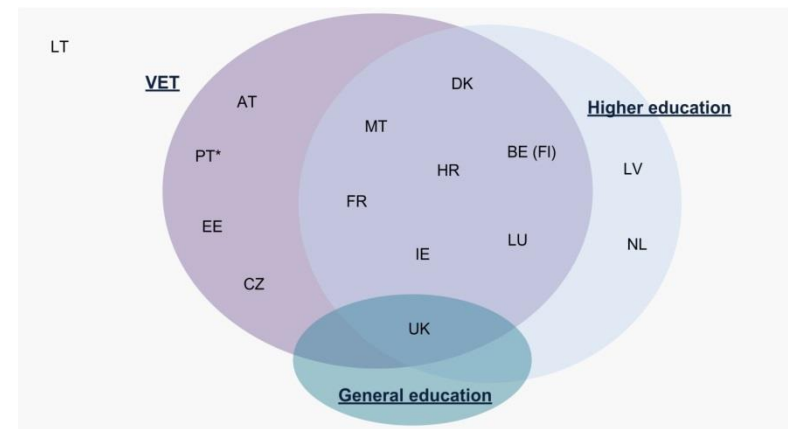 LT
VET
DK
AT
Higher education
MT
PT*
BE (FI)
HR
LV
FR
EE
LU
NL
IE
CZ
UK
General education